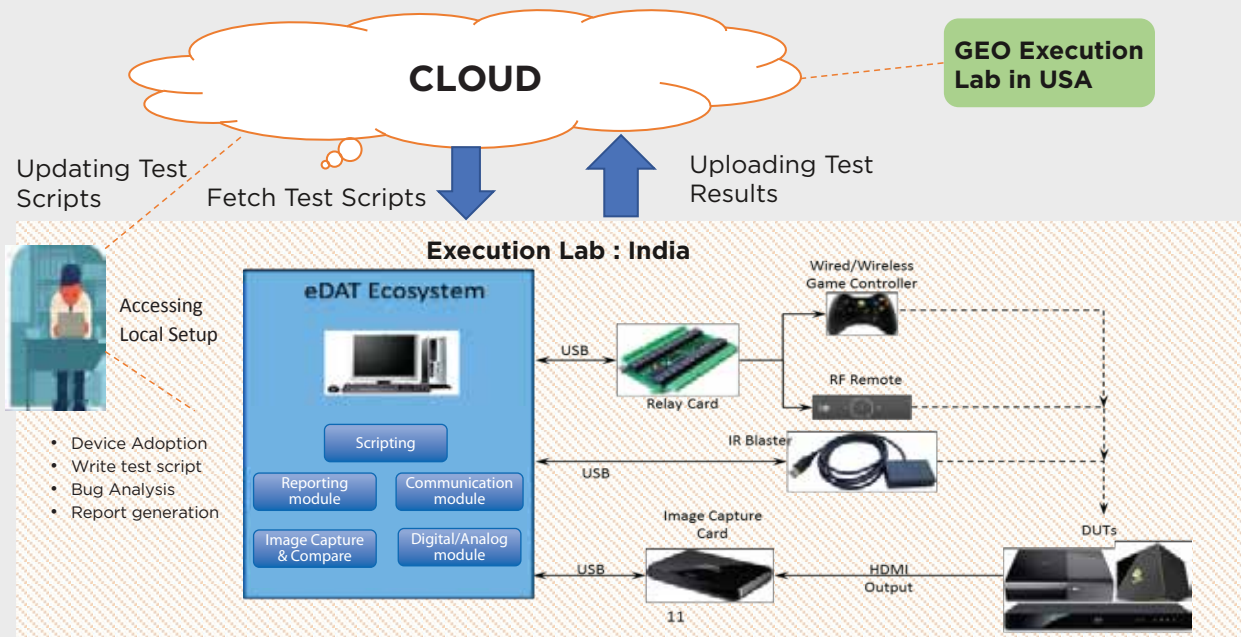 CLOUD
GEO Execution
Lab in USA
Updating Test
Scripts
Fetch Test Scripts
Uploading Test
Results
Execution Lab : India
Accessing
Local Setup
• Device Adoption
• Write test script
• Bug Analysis
• Report generation
eDAT Ecosystem
Scripting
Reporting
module
Communication
module
Image Capture
& Compare
Digital/Analog
module
USB
Relay Card
Wired/Wireless
Game Controller
RF Remote
USB
IR Blaster
USB
Image Capture
Card
11
HDMI
Output
DUTs